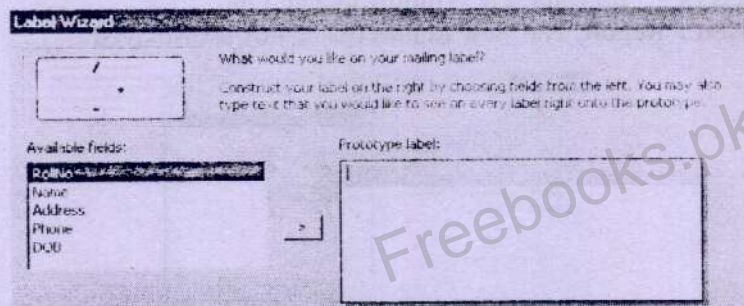 Label Wizard
What would you like on your mailing label?
Construct your label on the right by choosing fields from the left. You may also
type text that you would like to see on every label right onto the prototype.
Available fields:
Prototype label:
RollNo
Name
Address
Phone
DOB
>
Freebooks.pk